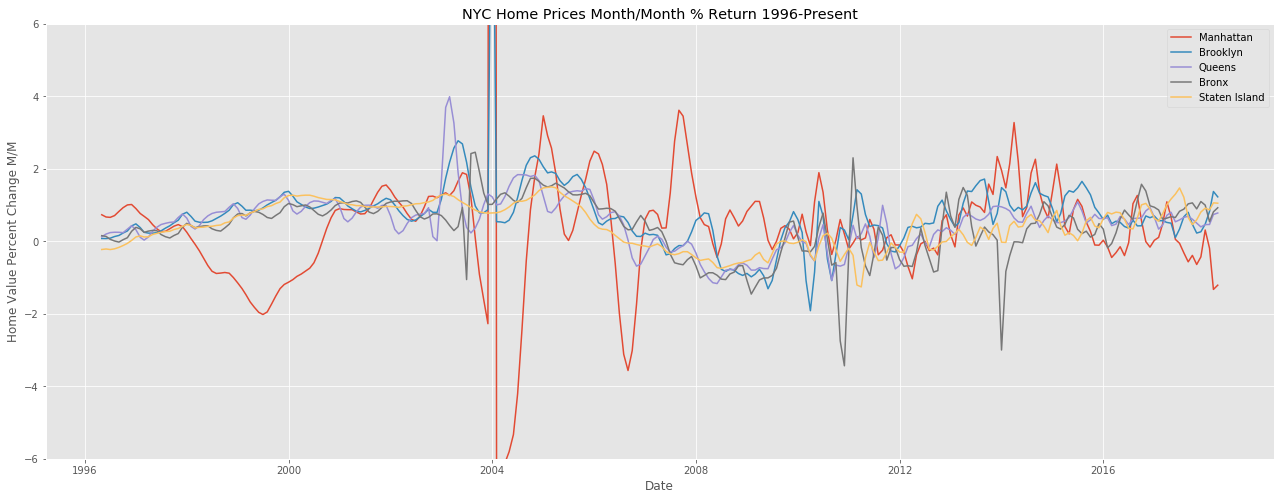 NYC Home Prices Month/Month % Return 1996-Present
Manhattan
Brooklyn
Queens
Bronx
Staten Island
Home Value Percent Change M/M
6
4
2
0
−2
−4
−6
1996
2000
2004
2008
2012
2016
Date